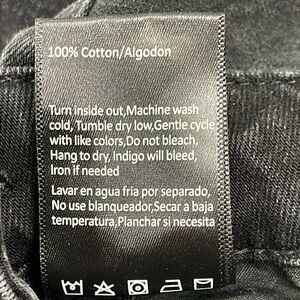 100% Cotton/Algodon
Turn inside out,Machine wash
cold, Tumble dry low,Gentle cycle
with like colors,Do not bleach,
Hang to dry, Indigo will bleed,
Iron if needed
Lavar en agua fria por separado,
No use blanqueador,Secar a baja
temperatura,Planchar si necesita